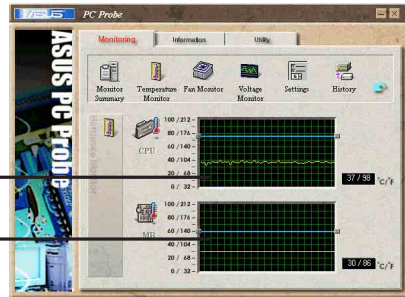 ASUS
PC Probe
ASUS PC Probe
Monitoring
Information
Utility
Monitor Summary
Temperature Monitor
Fan Monitor
Voltage Monitor
Settings
History
CPU
100 / 212
80 / 176
60 / 140
40 / 104
20 / 68
0 / 32
37 / 98 °C/°F
MB
100 / 212
80 / 176
60 / 140
40 / 104
20 / 68
0 / 32
30 / 86 °C/°F